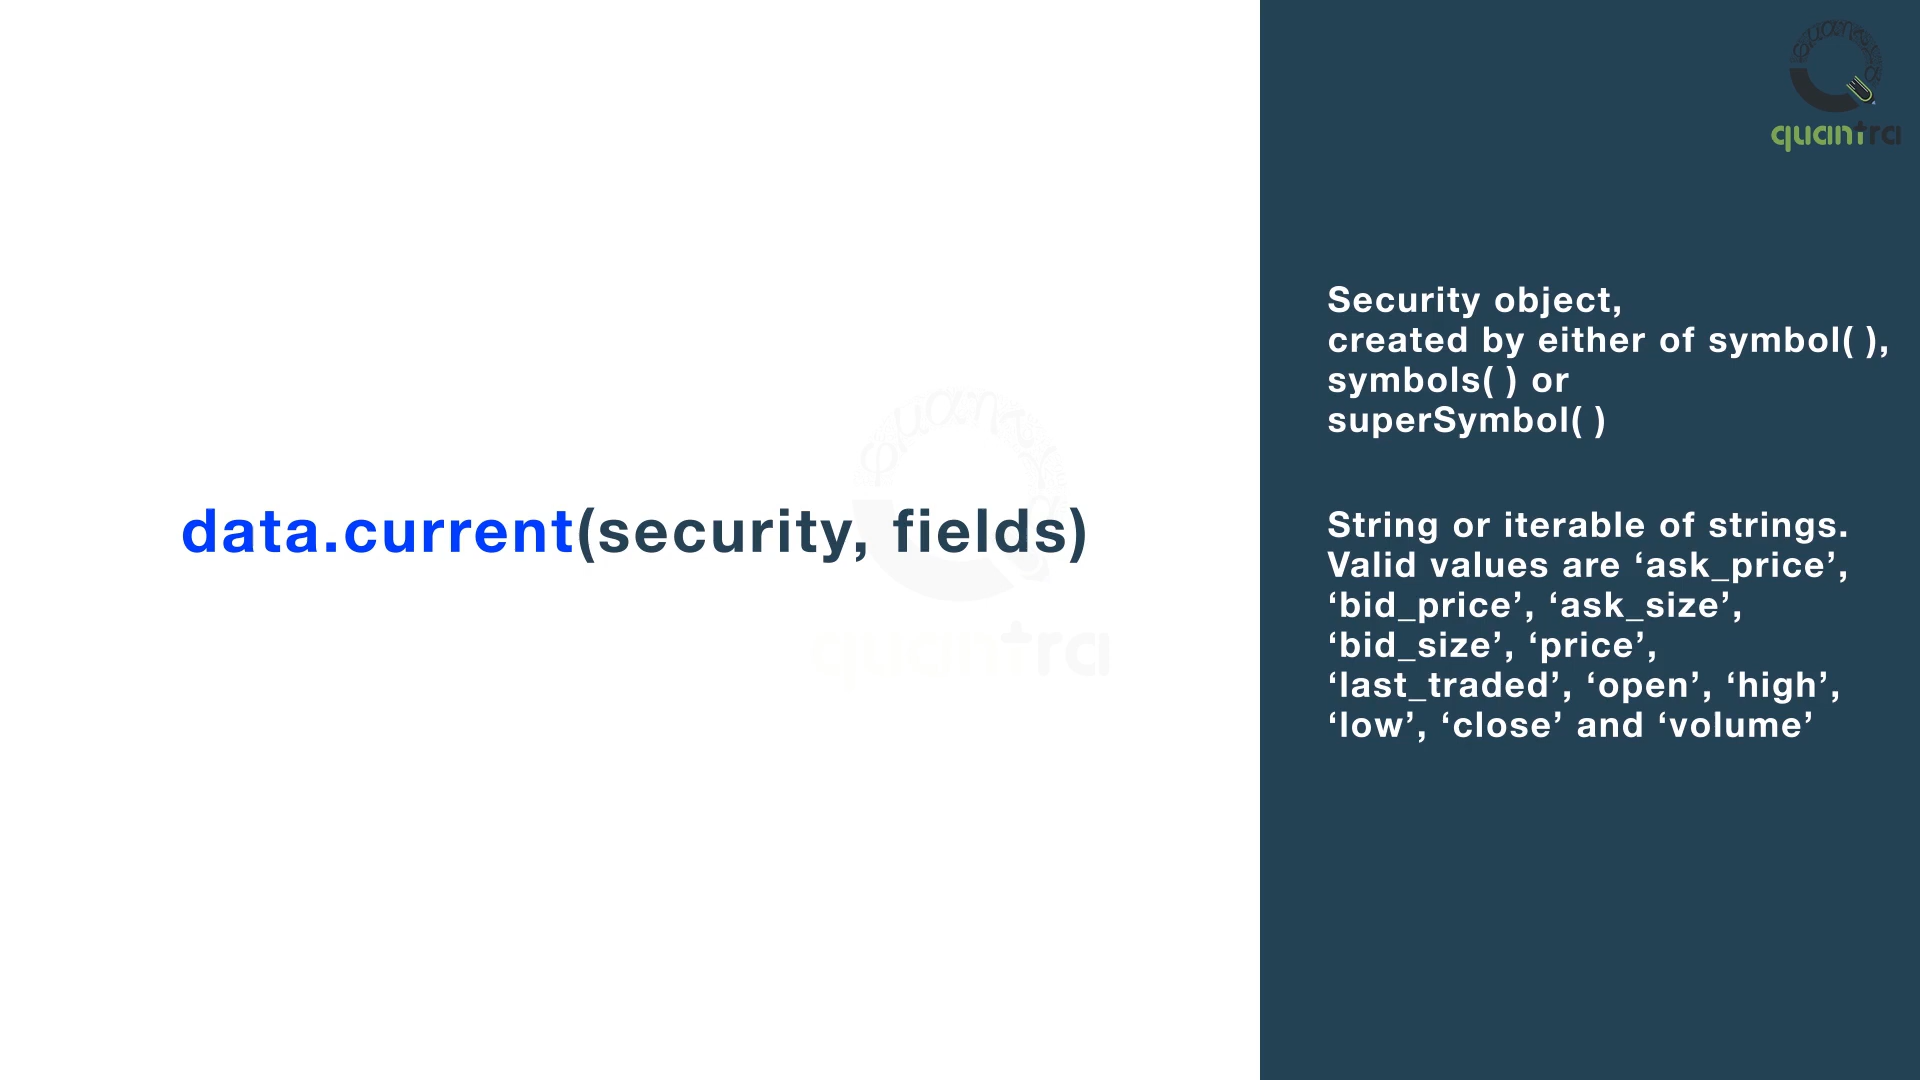 quantra
data.current(security, fields)
quantra
Security object,
created by either of symbol( ),
symbols( ) or
superSymbol( )
String or iterable of strings.
Valid values are ‘ask_price’,
‘bid_price’, ‘ask_size’,
‘bid_size’, ‘price’,
‘last_traded’, ‘open’, ‘high’,
‘low’, ‘close’ and ‘volume’